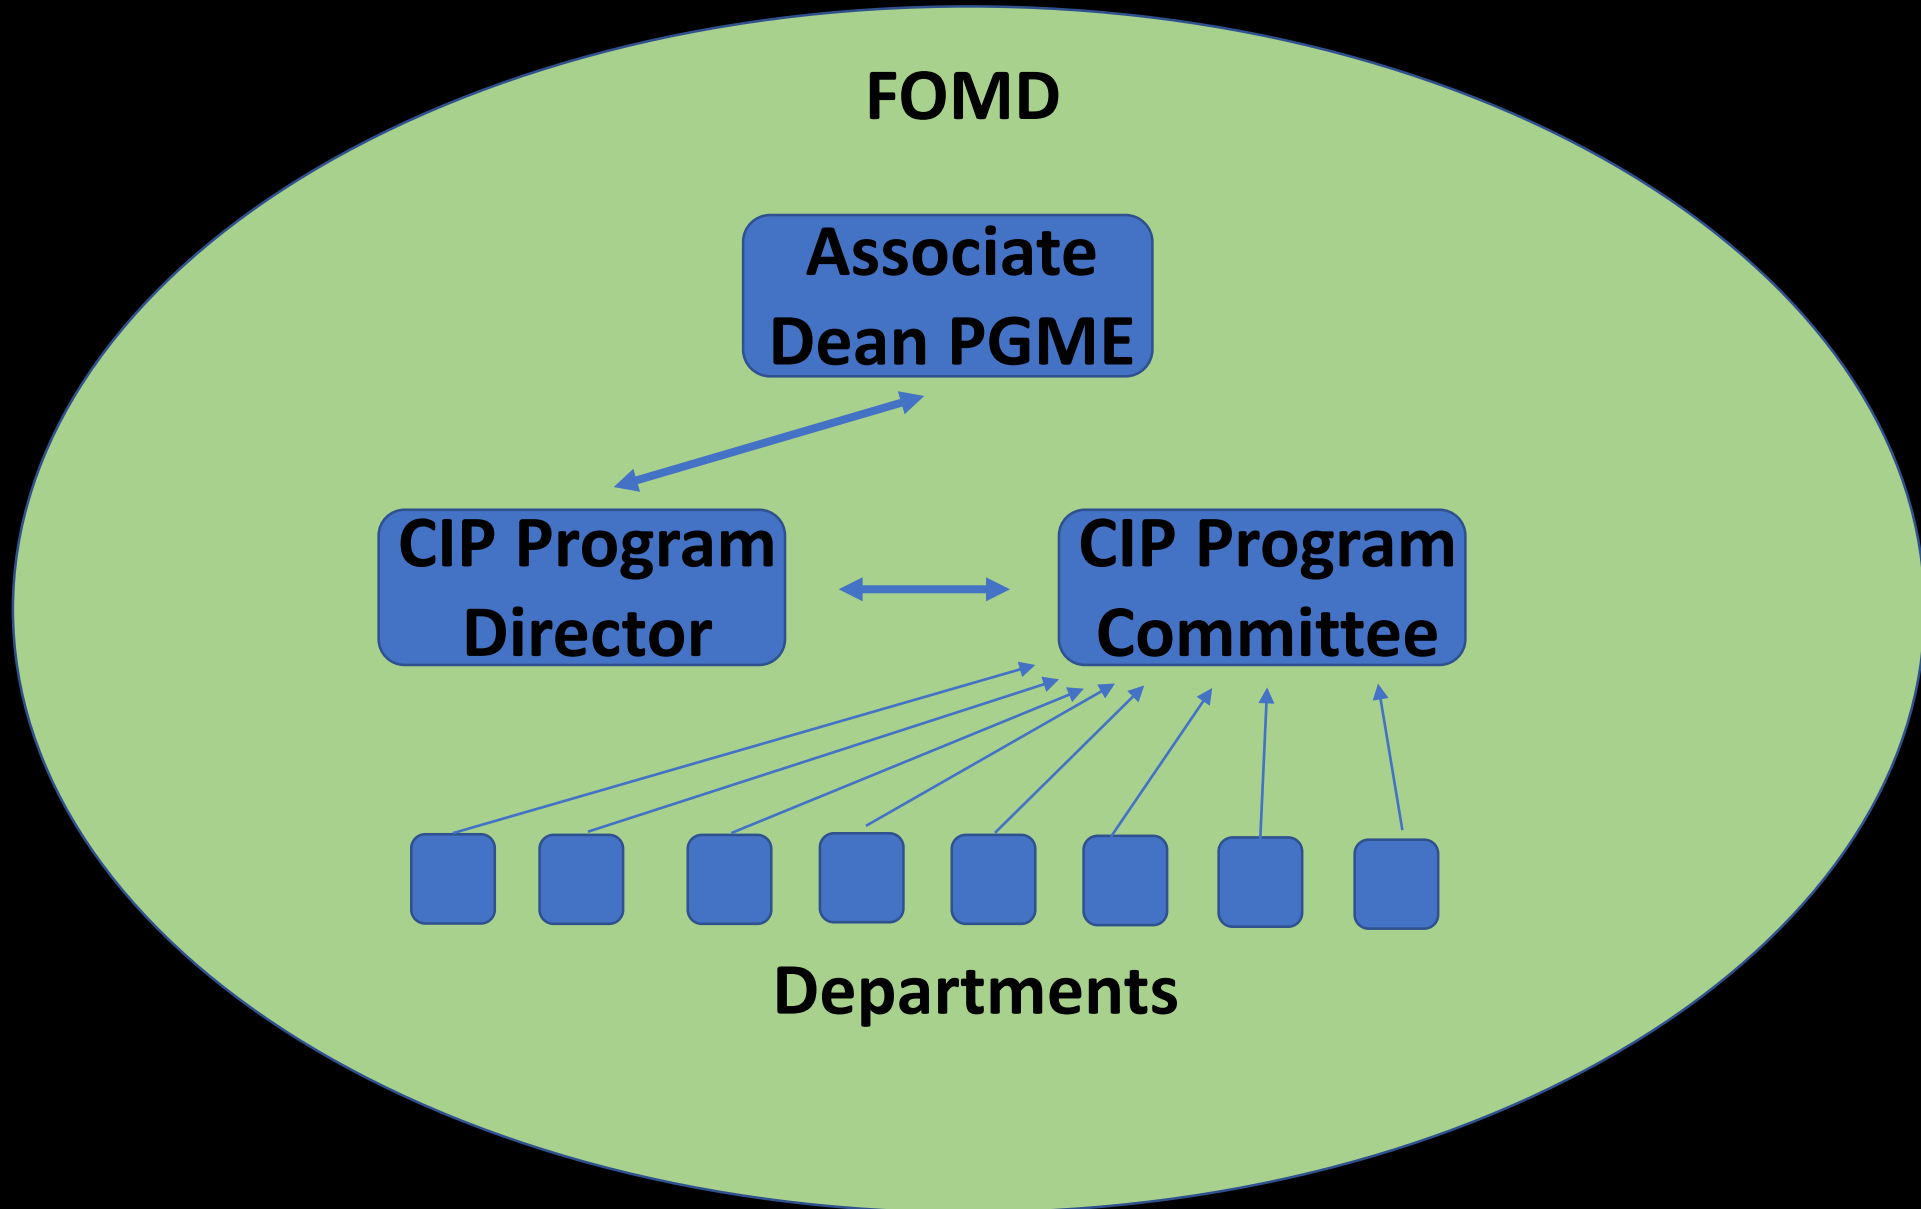 FOMD
Associate
Dean PGME
CIP Program
Director
CIP Program
Committee
Departments